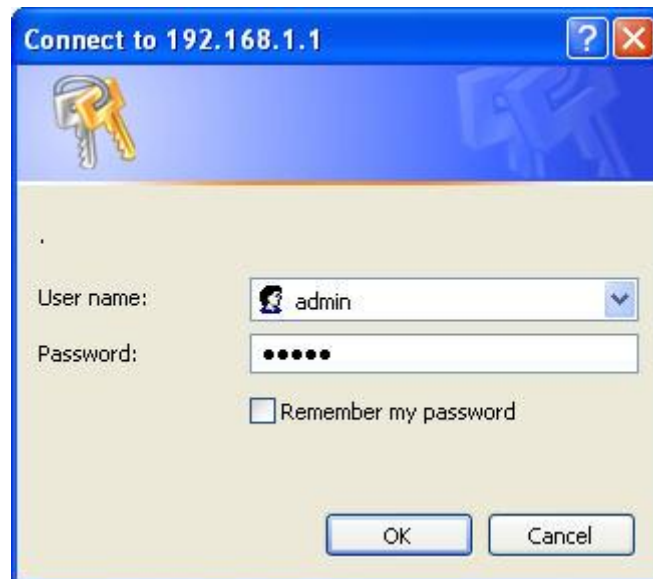 Connect to 192.168.1.1
.
User name: admin
Password: •••••
Remember my password
OK Cancel